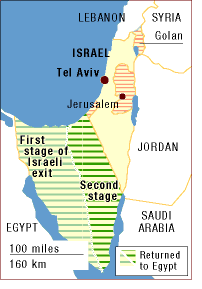 LEBANON
SYRIA
Golan
ISRAEL
Tel Aviv
Jerusalem
JORDAN
First
stage of
Israeli
exit
Second
stage
EGYPT
SAUDI
ARABIA
100 miles
160 km
Returned
to Egypt